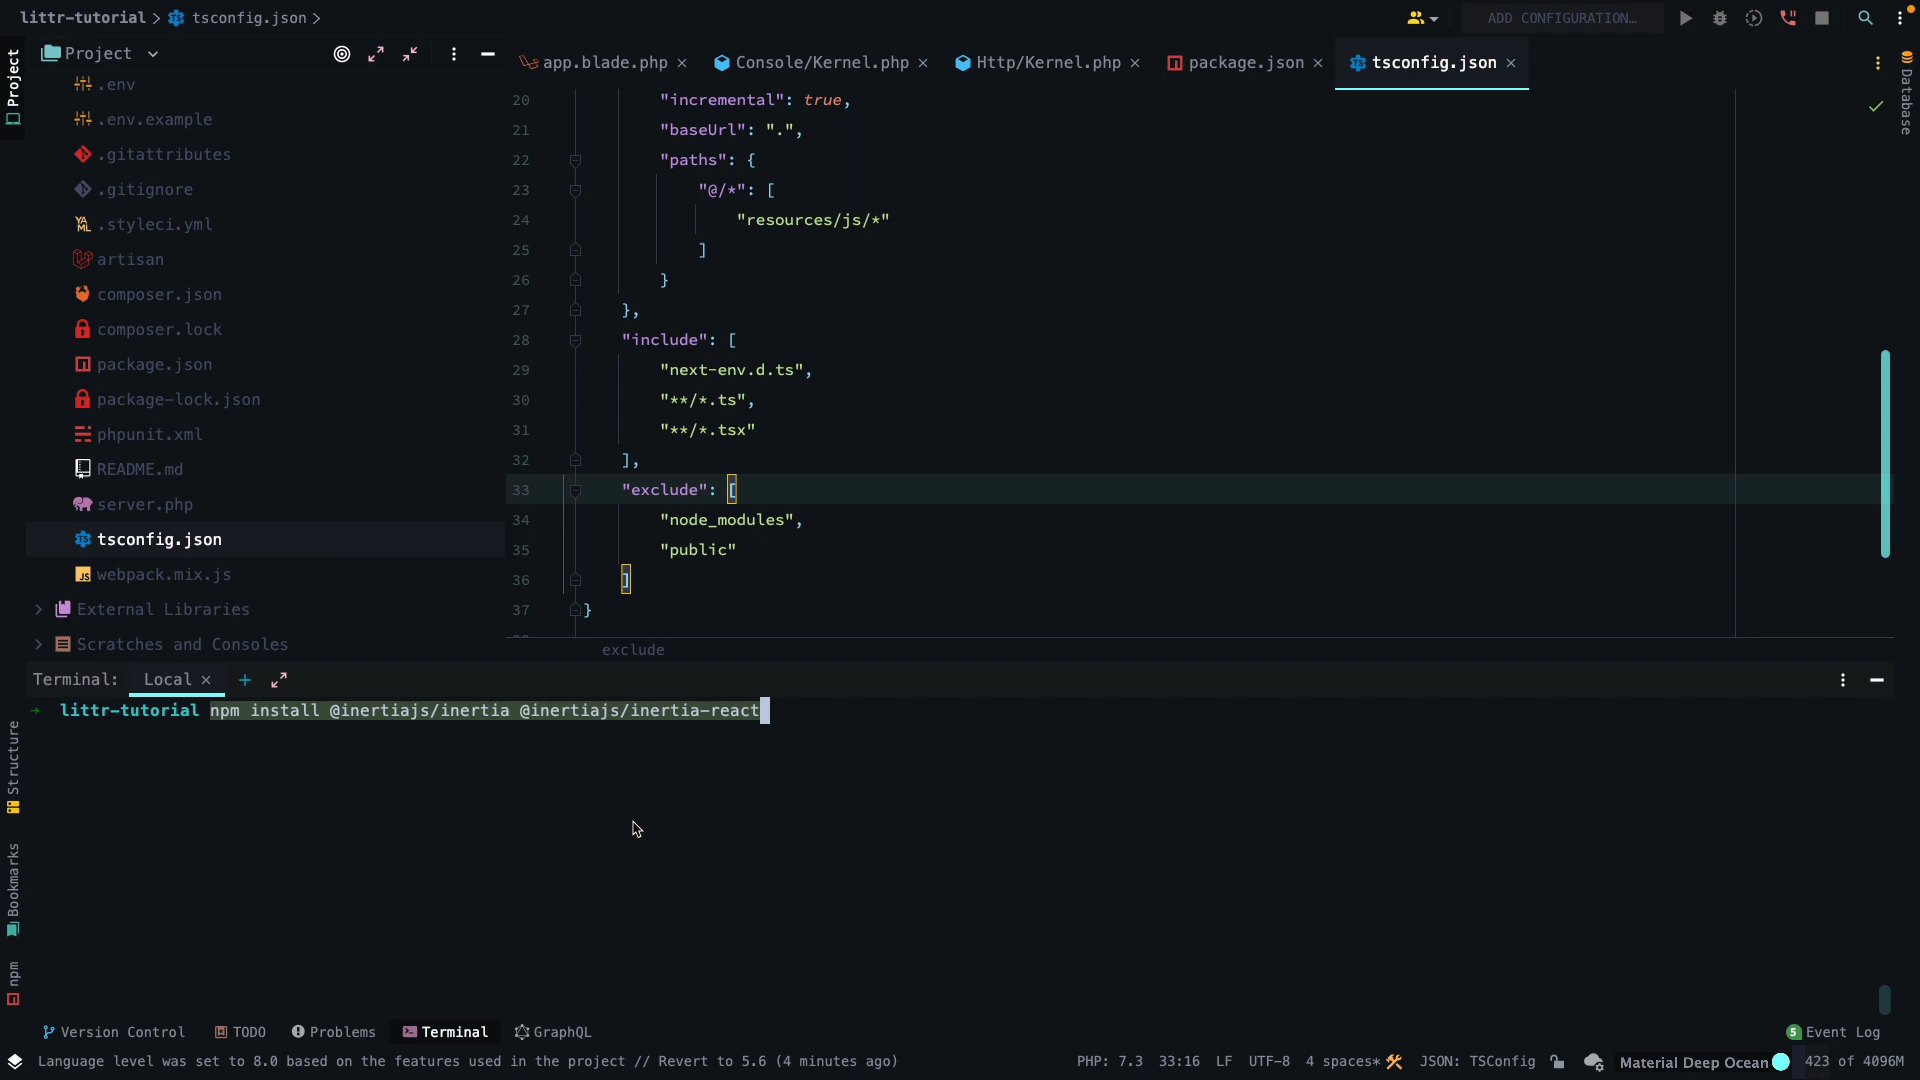 littr-tutorial > tsconfig.json >
ADD CONFIGURATION…
Project
Project
.env
.env.example
.gitattributes
.gitignore
.styleci.yml
artisan
composer.json
composer.lock
package.json
package-lock.json
phpunit.xml
README.md
server.php
tsconfig.json
webpack.mix.js
External Libraries
Scratches and Consoles
app.blade.php
Console/Kernel.php
Http/Kernel.php
package.json
tsconfig.json
Database
20 "incremental": true,
21 "baseUrl": ".",
22 "paths": {
23 "@/*": [
24 "resources/js/*"
25 ]
26 }
27 },
28 "include": [
29 "next-env.d.ts",
30 "**/*.ts",
31 "**/*.tsx"
32 ],
33 "exclude": [
34 "node_modules",
35 "public"
36 ]
37 }
exclude
Terminal: Local
→ littr-tutorial npm install @inertiajs/inertia @inertiajs/inertia-react
Structure
Bookmarks
npm
Version Control TODO Problems Terminal GraphQL
5 Event Log
Language level was set to 8.0 based on the features used in the project // Revert to 5.6 (4 minutes ago)
PHP: 7.3 33:16 LF UTF-8 4 spaces* JSON: TSConfig Material Deep Ocean 423 of 4096M